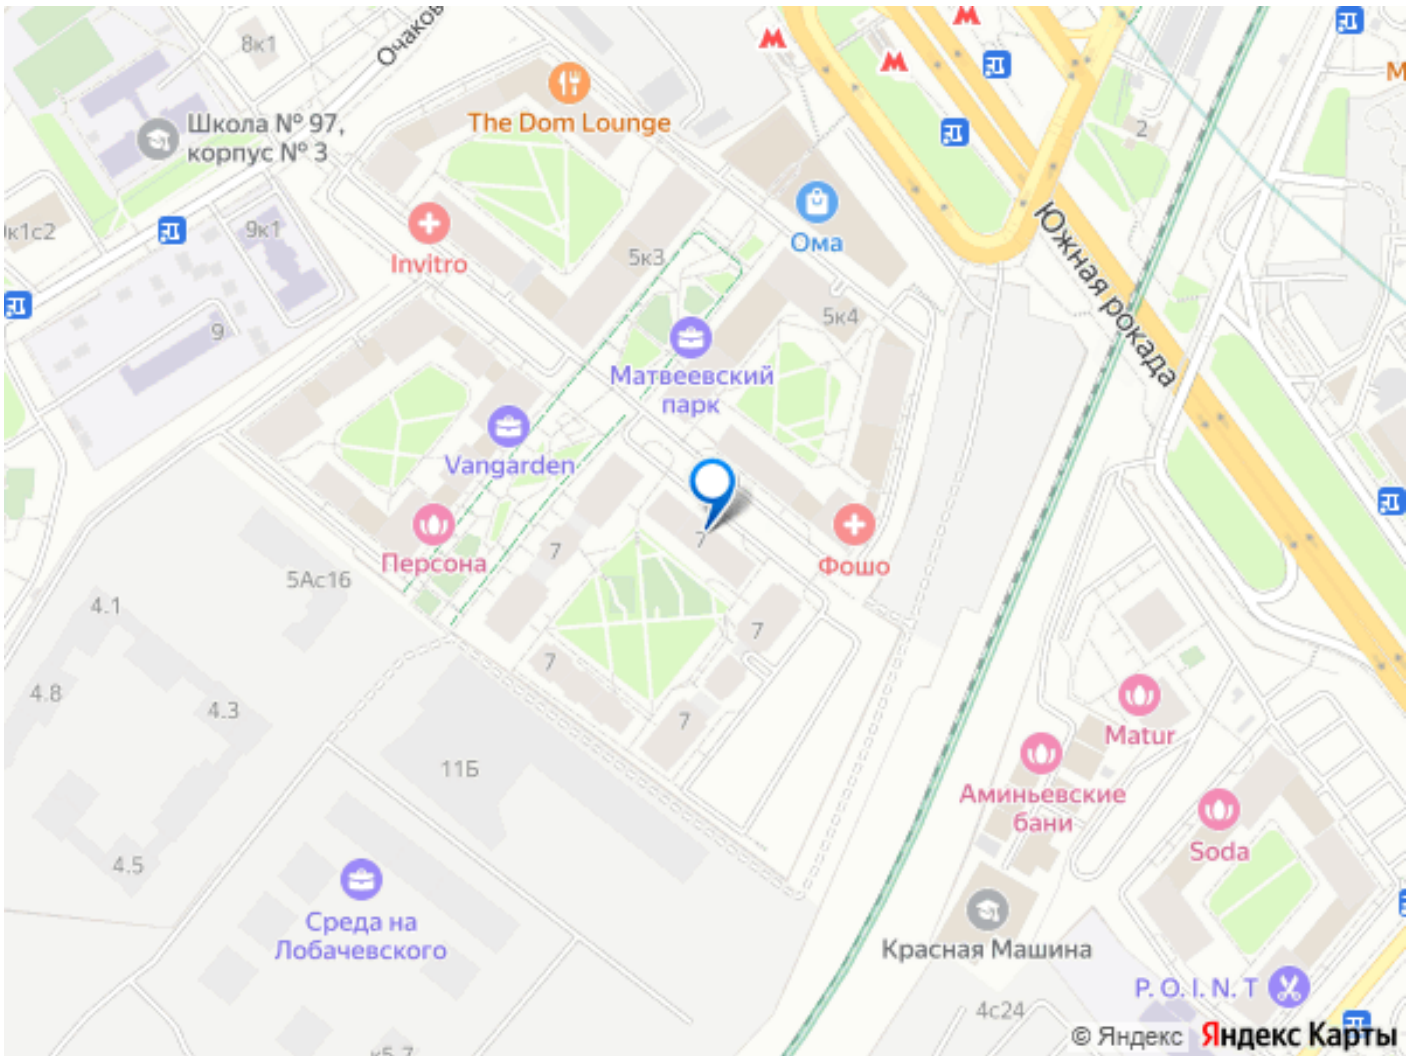 8к1
Очаков
Школа № 97,
корпус № 3
The Dom Lounge
2
9к1
Ома
Invitro
5к3
Южная рокада
9
5к4
Матвеевский
парк
Vangarden
7
Персона
7
Фошо
5Ас16
4.1
7
7
4.8
4.3
7
Matur
11Б
Аминьевские
бани
Soda
4.5
Среда на
Лобачевского
Красная Машина
P. O. I. N. T
4с24
© Яндекс Яндекс Карты